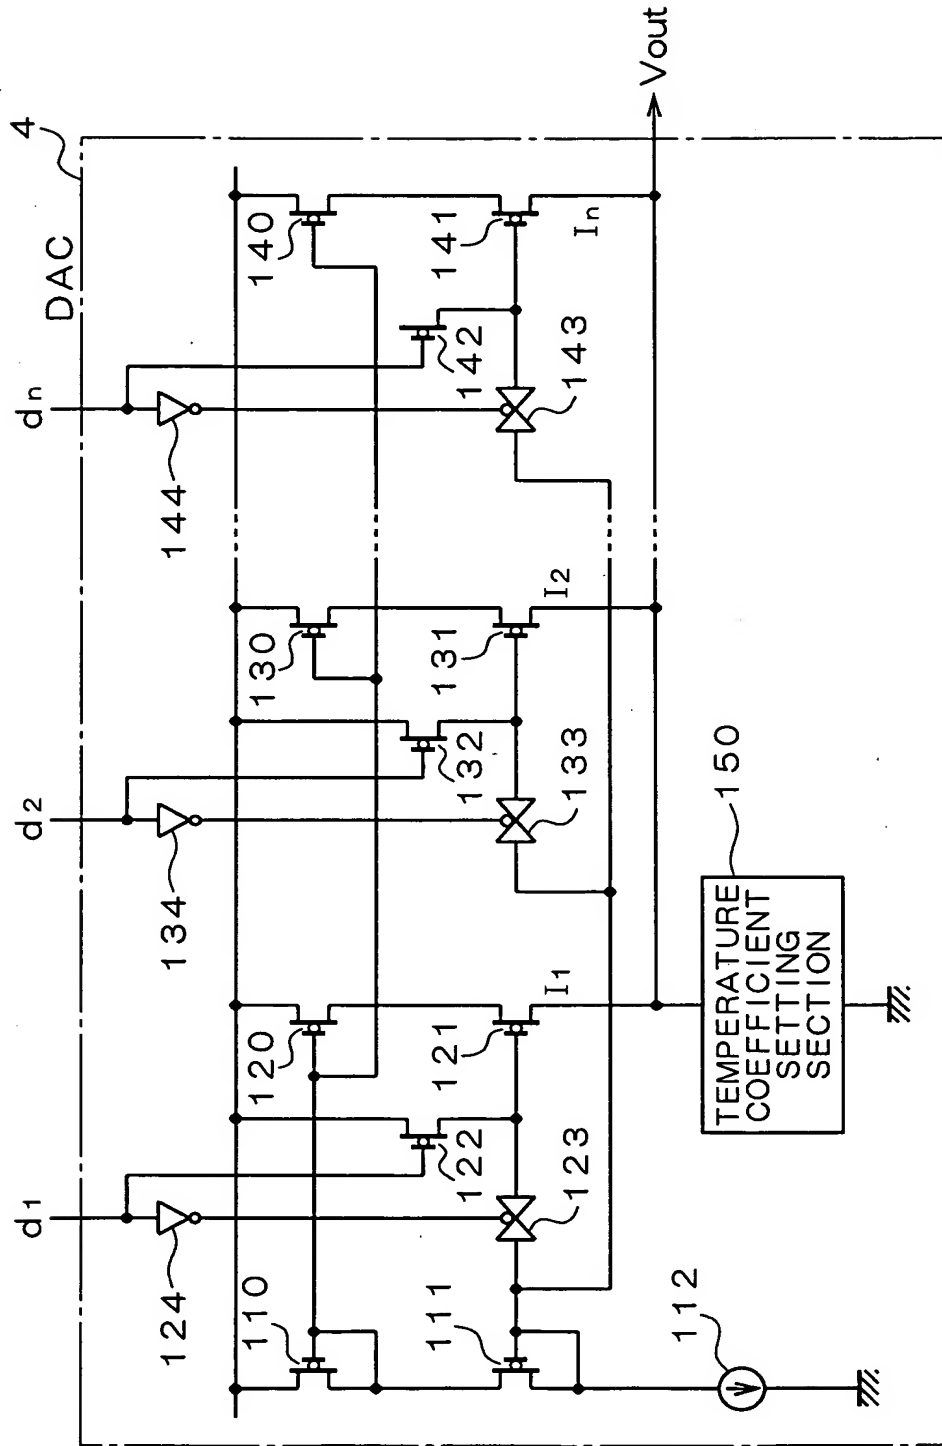 4
DAC
Vout
d1
d2
dn
124
134
144
110
120
130
140
122
132
142
111
121
131
141
123
133
143
I1
I2
In
112
150
TEMPERATURE
COEFFICIENT
SETTING
SECTION